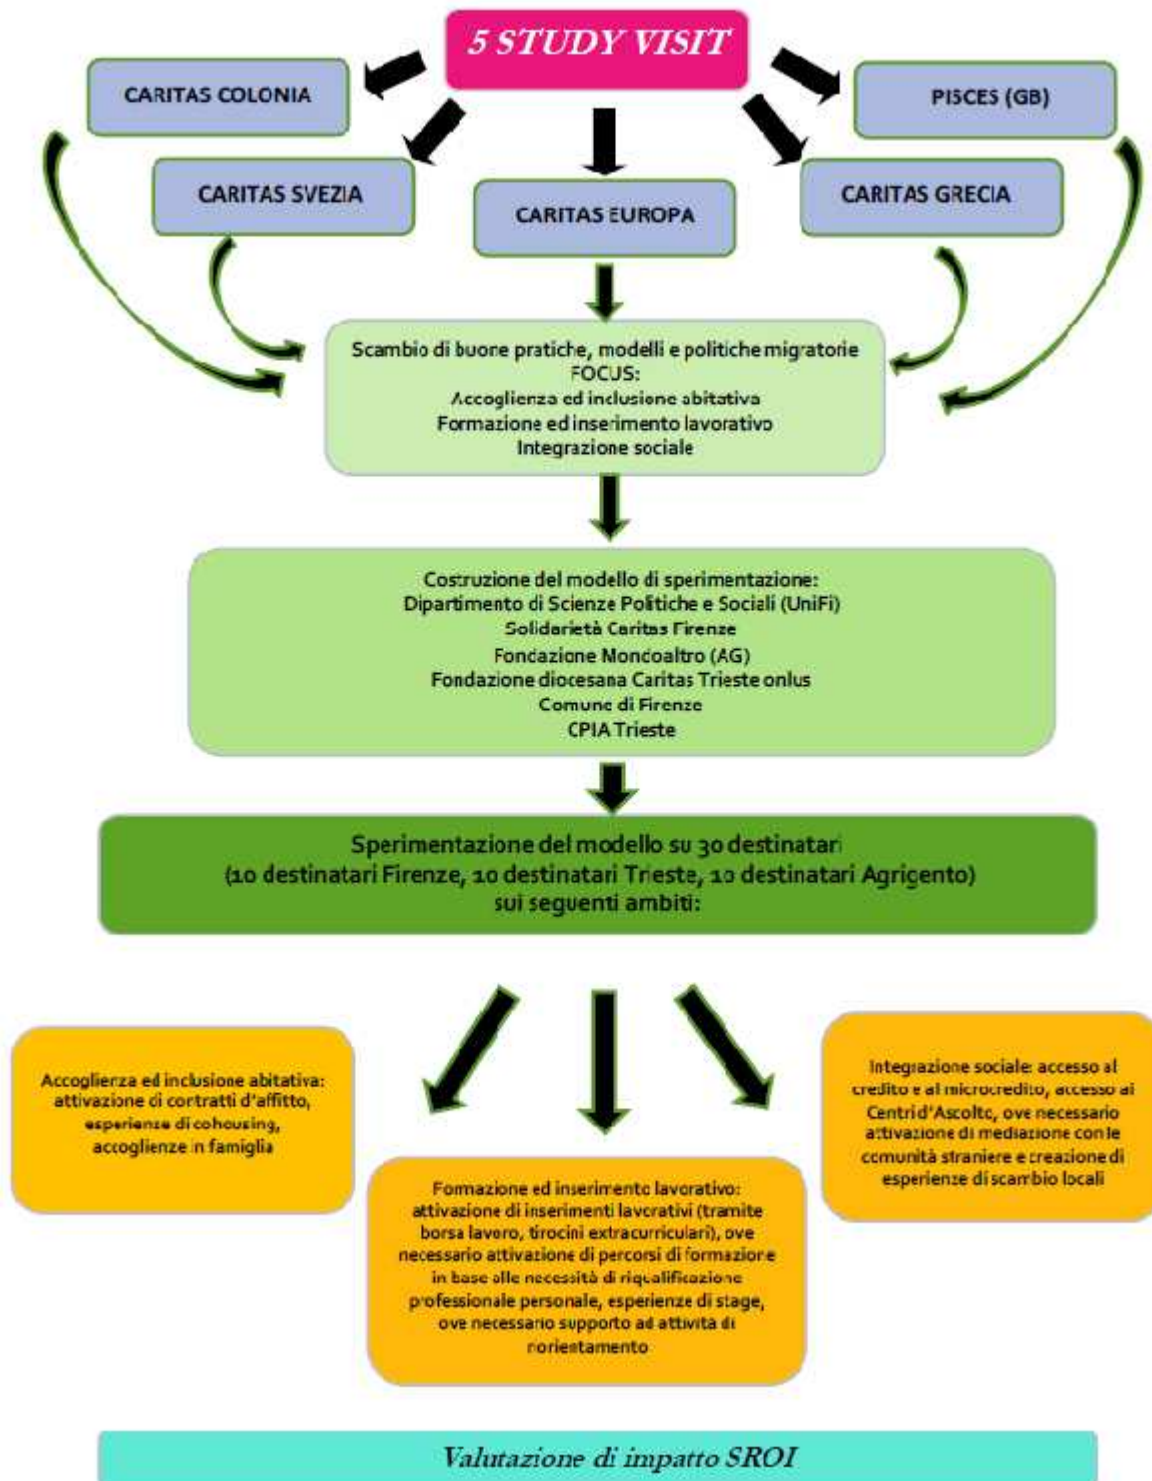 5 STUDY VISIT
CARITAS COLONIA
PISCES (GB)
CARITAS SVEZIA
CARITAS EUROPA
CARITAS GRECIA
Scambio di buone pratiche, modelli e politiche migratorie
FOCUS:
Accoglienza ed inclusione abitativa
Formazione ed inserimento lavorativo
Integrazione sociale
Costruzione del modello di sperimentazione:
Dipartimento di Scienze Politiche e Sociali (UniFi)
Solidarietà Caritas Firenze
Fondazione Mondoaltro (AG)
Fondazione diocesana Caritas Trieste onlus
Comune di Firenze
CPIA Trieste
Sperimentazione del modello su 30 destinatari
(10 destinatari Firenze, 10 destinatari Trieste, 10 destinatari Agrigento)
sui seguenti ambiti:
Accoglienza ed inclusione abitativa:
attivazione di contratti d'affitto,
esperienze di cohousing,
accoglienze in famiglia
Formazione ed inserimento lavorativo:
attivazione di inserimenti lavorativi (tramite
borsa lavoro, tirocini extracurriculari), ove
necessario attivazione di percorsi di formazione
in base alle necessità di riqualificazione
professionale personale, esperienze di stage,
ove necessario supporto ad attività di
riorientamento
Integrazione sociale: accesso al
credito e al microcredito, accesso ai
Centri d'Ascolto, ove necessario
attivazione di mediazione con le
comunità straniere e creazione di
esperienze di scambio locali
Valutazione di impatto SROI